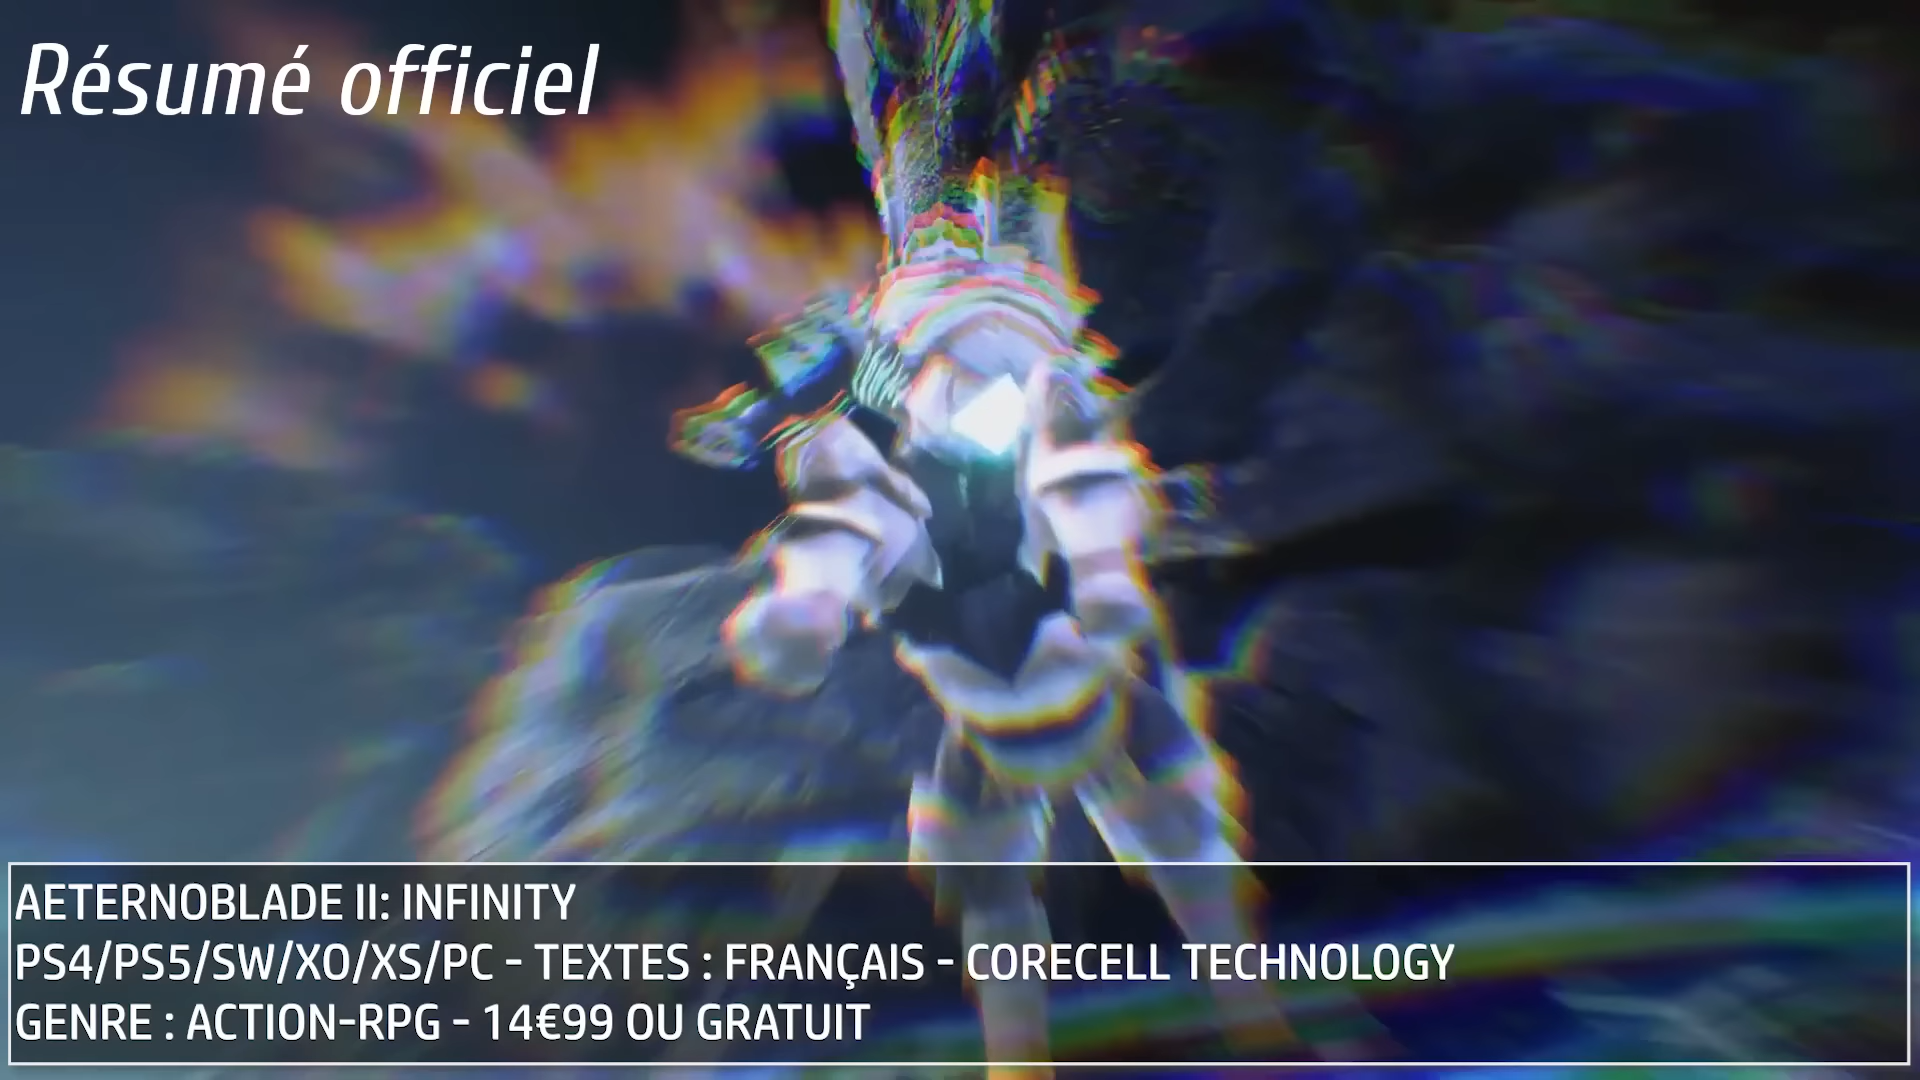 Résumé officiel
AETERNOBLADE II: INFINITY
PS4/PS5/SW/XO/XS/PC - TEXTES : FRANÇAIS - CORECELL TECHNOLOGY
GENRE : ACTION-RPG - 14€99 OU GRATUIT